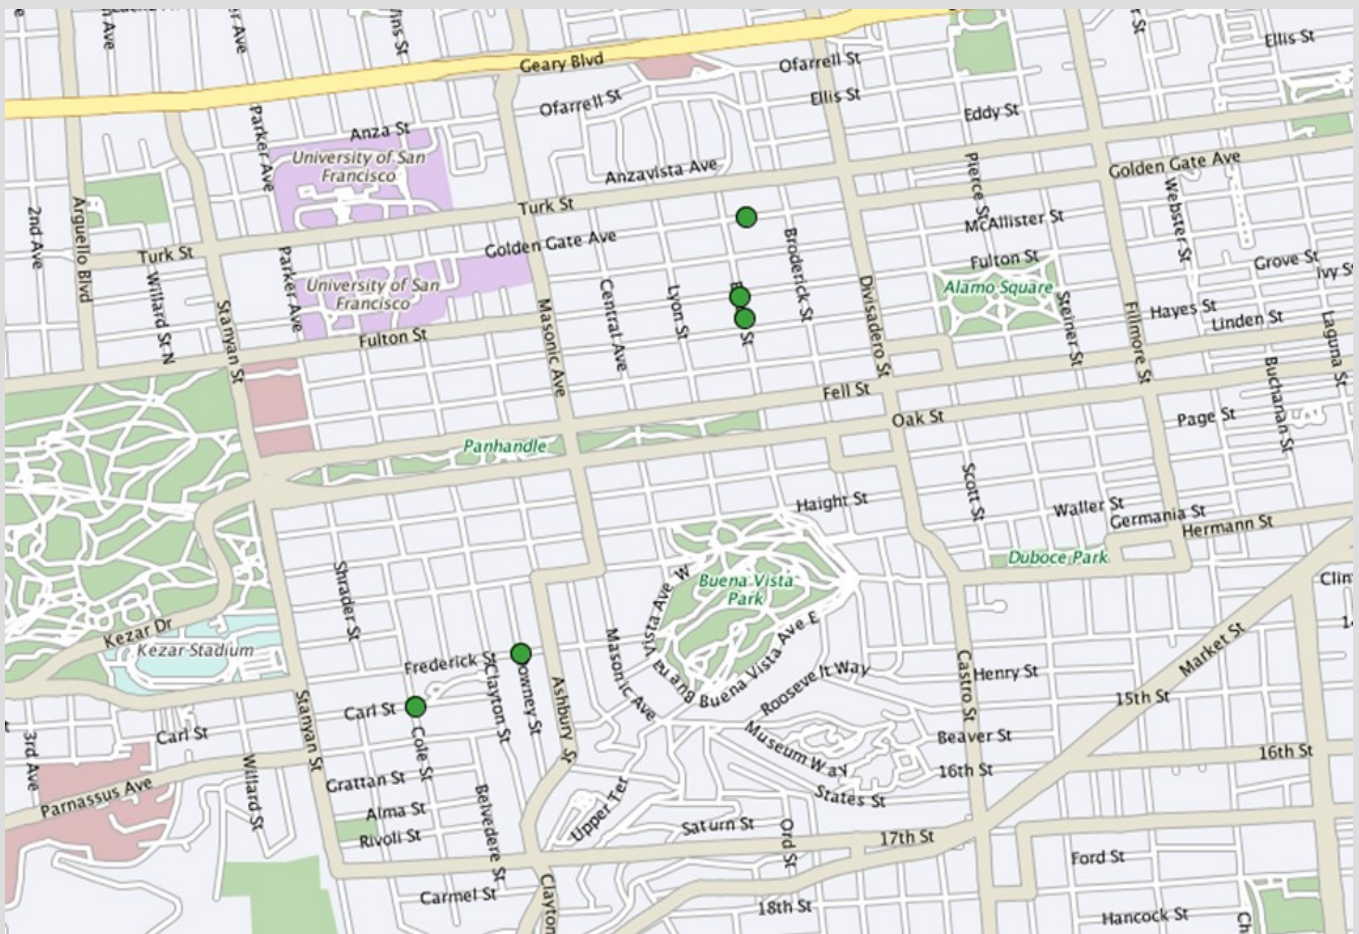 Geary Blvd
Ofarrell St
Ellis St
Ofarrell St
Ellis St
Eddy St
Anza St
Parker Ave
University of San
Francisco
Anzavista Ave
Golden Gate Ave
Pierce St
Webster St
2nd Ave
Arguello Blvd
Turk St
McAllister St
Turk St
Golden Gate Ave
Broderick St
Fulton St
Grove St
Ivy St
Willard St N
Parker Ave
University of San
Francisco
Alamo Square
Stanyan St
Masonic Ave
Central Ave
Lyon St
St
Divisadero St
Steiner St
Fillmore St
Hayes St
Linden St
Laguna St
Fulton St
Fell St
Buchanan St
Oak St
Page St
Panhandle
Scott St
Haight St
Waller St
Germania St
Hermann St
Duboce Park
Shrader St
Buena Vista
Park
Vista Ave W
Buena
Buena Vista Ave E
Kezar Dr
Kezar Stadium
Frederick St
Clayton St
owney St
Ashbury St
Masonic Ave
Roosevelt Way
Castro St
Henry St
Market St
15th St
Stanyan St
Carl St
Carl St
Cole St
3rd Ave
Museum Way
Beaver St
16th St
16th St
Parnassus Ave
Willard St
Grattan St
Belvedere St
Upper Ter
States St
Alma St
Rivoli St
Saturn St
Ord St
17th St
Ford St
Carmel St
Clayton
18th St
Hancock St